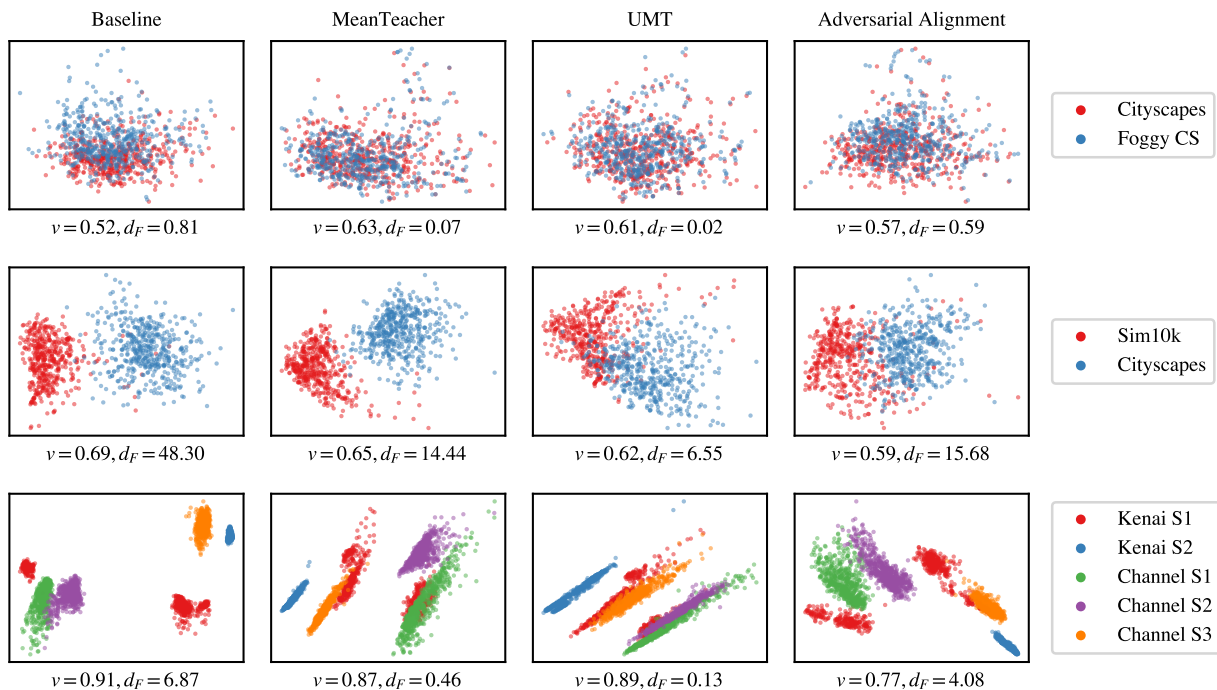 Baseline MeanTeacher UMT Adversarial Alignment
Cityscapes
Foggy CS
v = 0.52, d_F = 0.81 v = 0.63, d_F = 0.07 v = 0.61, d_F = 0.02 v = 0.57, d_F = 0.59
Sim10k
Cityscapes
v = 0.69, d_F = 48.30 v = 0.65, d_F = 14.44 v = 0.62, d_F = 6.55 v = 0.59, d_F = 15.68
Kenai S1
Kenai S2
Channel S1
Channel S2
Channel S3
v = 0.91, d_F = 6.87 v = 0.87, d_F = 0.46 v = 0.89, d_F = 0.13 v = 0.77, d_F = 4.08